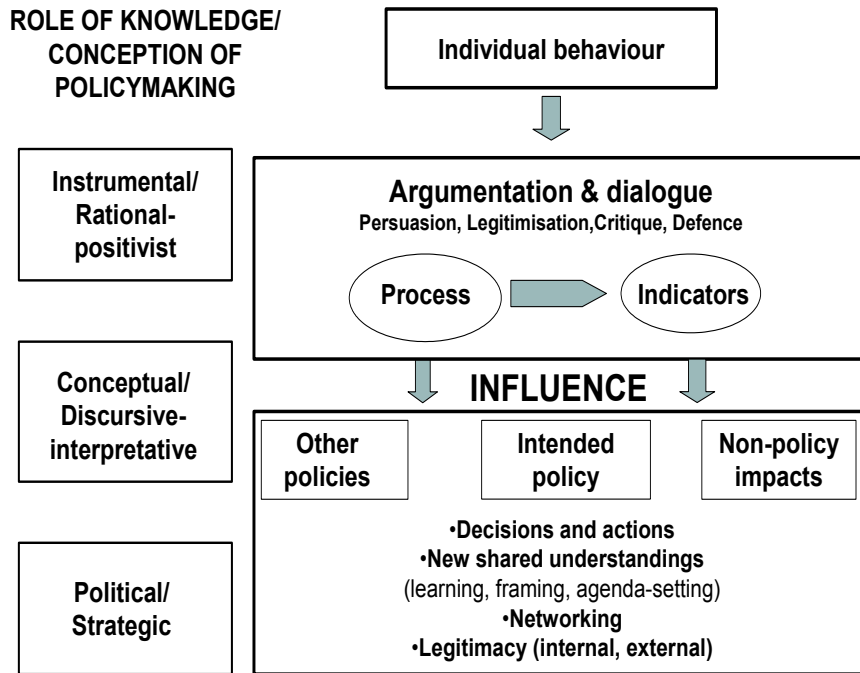 ROLE OF KNOWLEDGE/
CONCEPTION OF
POLICYMAKING
Individual behaviour
Instrumental/
Rational-
positivist
Argumentation & dialogue
Persuasion, Legitimisation,Critique, Defence
Process
Indicators
Conceptual/
Discursive-
interpretative
INFLUENCE
Other
policies
Intended
policy
Non-policy
impacts
•Decisions and actions
•New shared understandings
(learning, framing, agenda-setting)
•Networking
•Legitimacy (internal, external)
Political/
Strategic